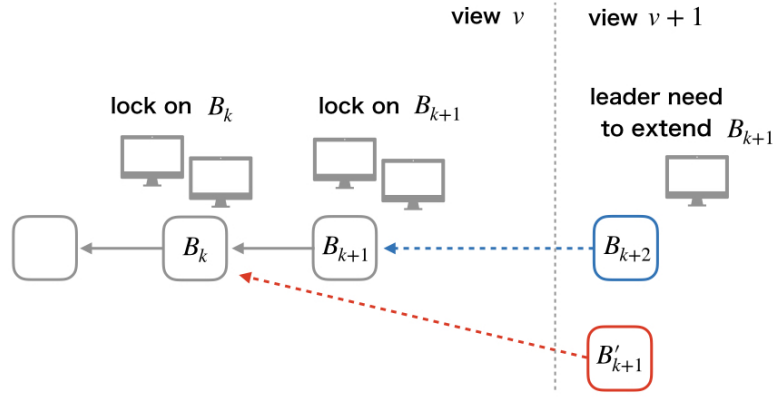 view v
view v + 1
lock on B_k
lock on B_{k+1}
leader need
to extend B_{k+1}
B_k
B_{k+1}
B_{k+2}
B'_{k+1}